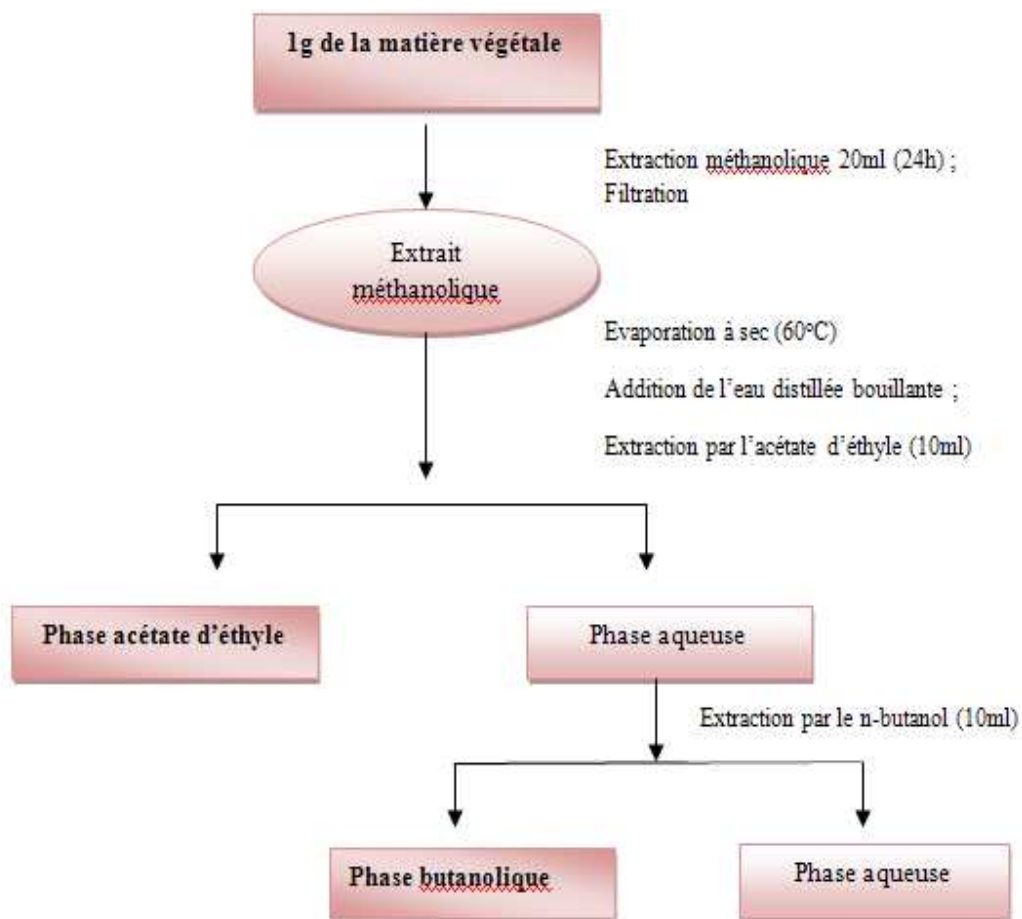 1g de la matière végétale
Extraction méthanolique 20ml (24h) ;
Filtration
Extrait
méthanolique
Evaporation à sec (60°C)
Addition de l’eau distillée bouillante ;
Extraction par l’acétate d’éthyle (10ml)
Phase acétate d’éthyle
Phase aqueuse
Extraction par le n-butanol (10ml)
Phase butanolique
Phase aqueuse